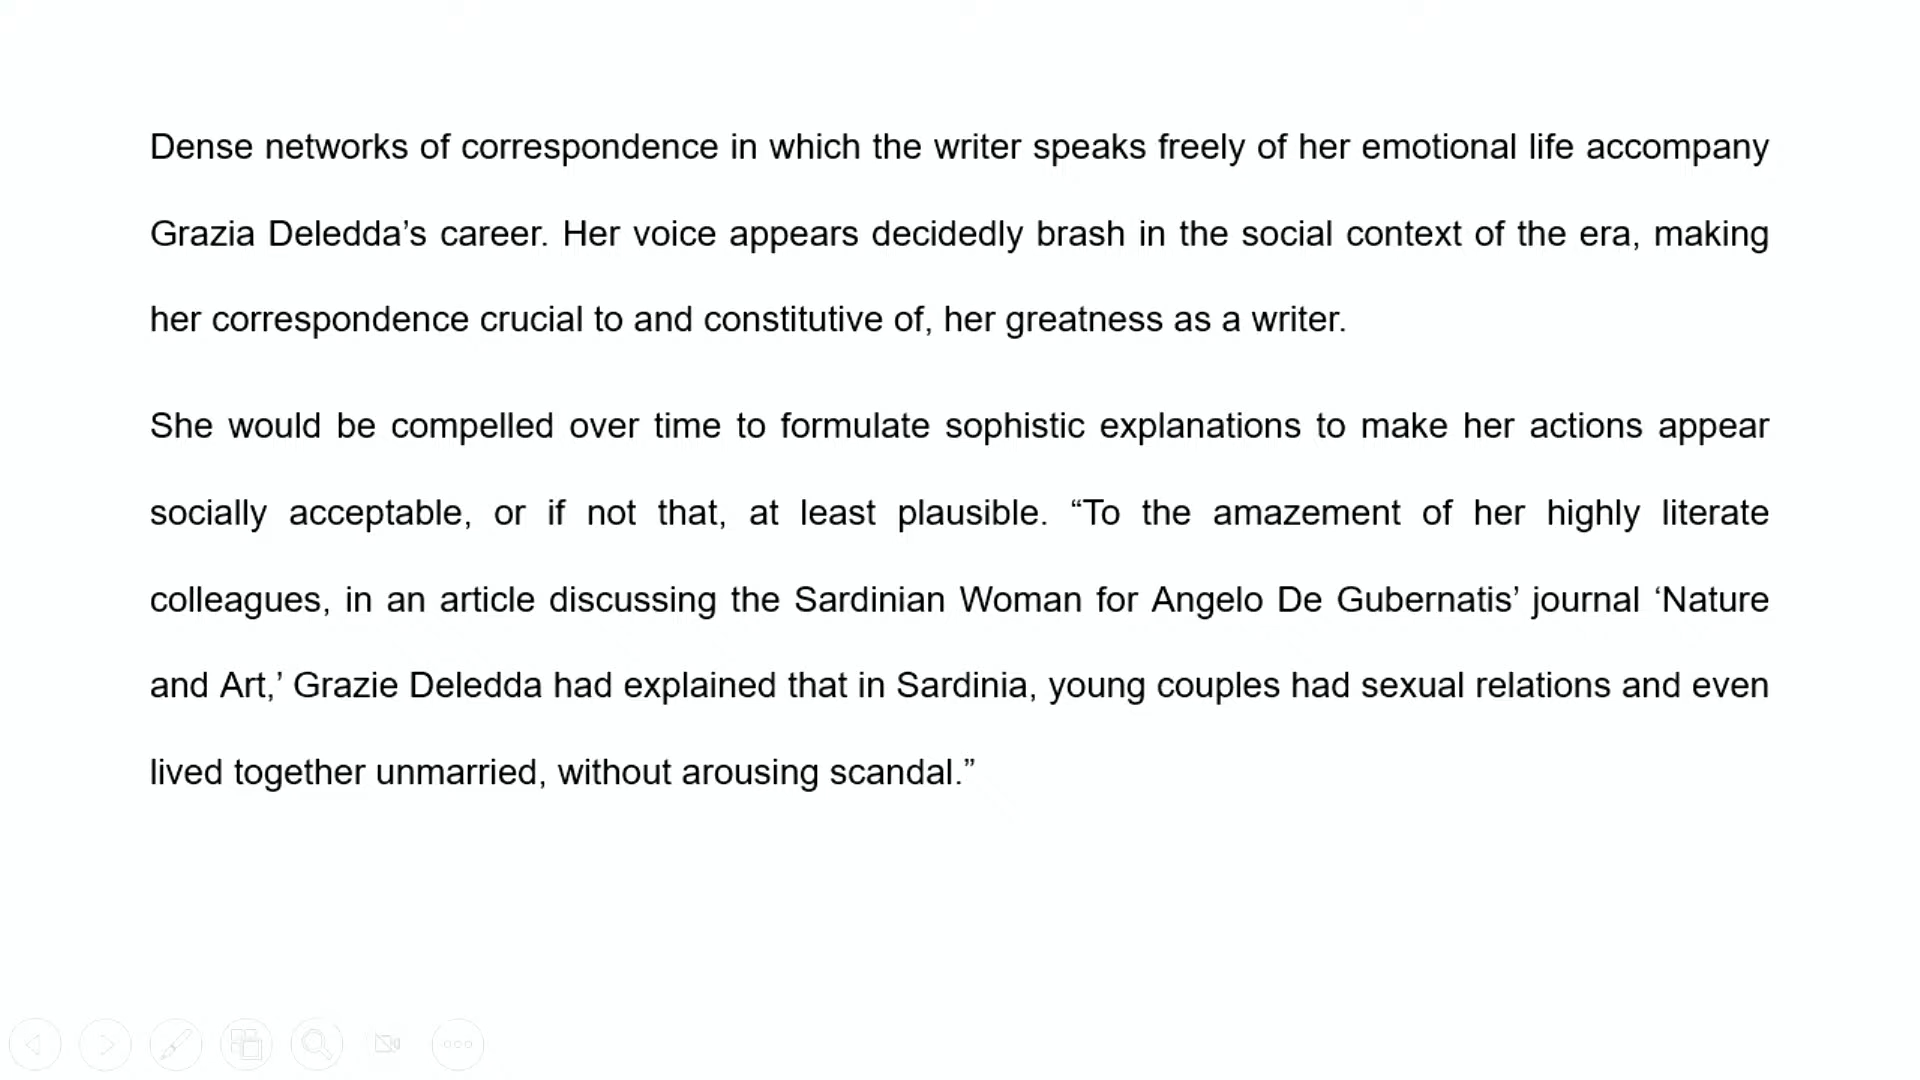 Dense networks of correspondence in which the writer speaks freely of her emotional life accompany
Grazia Deledda’s career. Her voice appears decidedly brash in the social context of the era, making
her correspondence crucial to and constitutive of, her greatness as a writer.
She would be compelled over time to formulate sophistic explanations to make her actions appear
socially acceptable, or if not that, at least plausible. “To the amazement of her highly literate
colleagues, in an article discussing the Sardinian Woman for Angelo De Gubernatis’ journal ‘Nature
and Art,’ Grazie Deledda had explained that in Sardinia, young couples had sexual relations and even
lived together unmarried, without arousing scandal.”